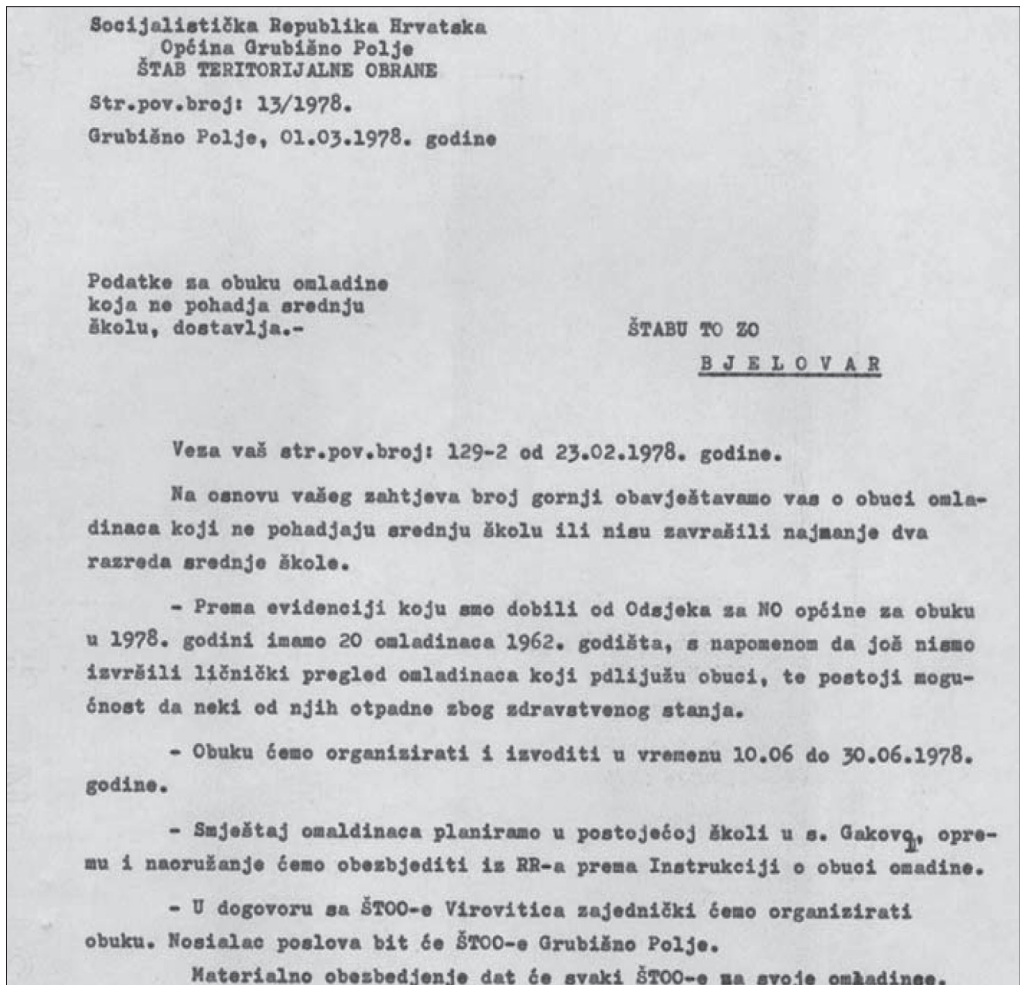 Socijalistička Republika Hrvatska
Općina Grubišno Polje
ŠTAB TERITORIJALNE OBRANE
Str.pov.broj: 13/1978.
Grubišno Polje, 01.03.1978. godine
Podatke za obuku omladine
koja ne pohadja srednju
školu, dostavlja.-
ŠTABU TO ZO
B J E L O V A R
Veza vaš str.pov.broj: 129-2 od 23.02.1978. godine.
Na osnovu vašeg zahtjeva broj gornji obavještavamo vas o obuci omla-
dinaca koji ne pohadjaju srednju školu ili nisu zavrašili najmanje dva
razreda srednje škole.
- Prema evidenciji koju smo dobili od Odsjeka za NO općine za obuku
u 1978. godini imamo 20 omladinaca 1962. godišta, s napomenom da još nismo
izvršili ličnički pregled omladinaca koji pdlijužu obuci, te postoji mogu-
ćnost da neki od njih otpadne zbog zdravstvenog stanja.
- Obuku ćemo organizirati i izvoditi u vremenu 10.06 do 30.06.1978.
godine.
- Smještaj omaldinaca planiramo u postojećoj školi u s. Gakovo, opre-
mu i naoružanje ćemo obezbjediti iz RR-a prema Instrukciji o obuci omadine.
- U dogovoru sa ŠTOO-e Virovitica zajednički ćemo organizirati
obuku. Nosialac poslova bit će ŠTOO-e Grubišno Polje.
Materialno obezbedjenje dat će svaki ŠTOO-e za svoje omladince.